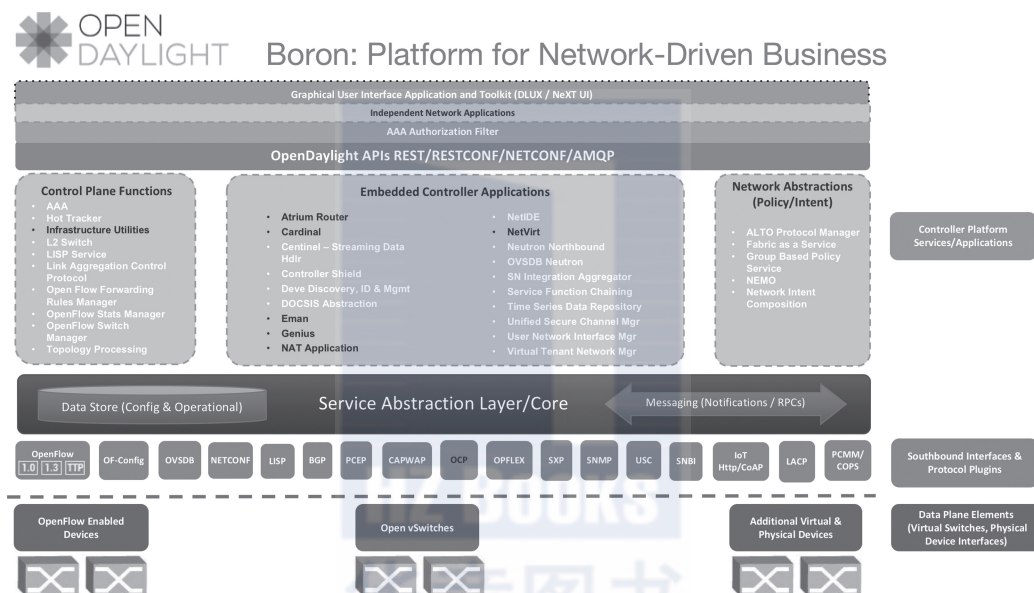 OPEN
DAYLIGHT
Boron: Platform for Network-Driven Business
Graphical User Interface Application and Toolkit (DLUX / NeXT UI)
Independent Network Applications
AAA Authorization Filter
OpenDaylight APIs REST/RESTCONF/NETCONF/AMQP
Control Plane Functions
• AAA
• Hot Tracker
• Infrastructure Utilities
• L2 Switch
• LISP Service
• Link Aggregation Control
Protocol
• Open Flow Forwarding
Rules Manager
• OpenFlow Stats Manager
• OpenFlow Switch
Manager
• Topology Processing
Embedded Controller Applications
• Atrium Router
• Cardinal
• Centinel – Streaming Data
Hdlr
• Controller Shield
• Deve Discovery, ID & Mgmt
• DOCSIS Abstraction
• Eman
• Genius
• NAT Application
• NetIDE
• NetVirt
• Neutron Northbound
• OVSDB Neutron
• SN Integration Aggregator
• Service Function Chaining
• Time Series Data Repository
• Unified Secure Channel Mgr
• User Network Interface Mgr
• Virtual Tenant Network Mgr
Network Abstractions
(Policy/Intent)
• ALTO Protocol Manager
• Fabric as a Service
• Group Based Policy
Service
• NEMO
• Network Intent
Composition
Controller Platform
Services/Applications
Data Store (Config & Operational)
Service Abstraction Layer/Core
Messaging (Notifications / RPCs)
OpenFlow
1.0 1.3 TTP
OF-Config
OVSDB
NETCONF
LISP
BGP
PCEP
CAPWAP
OCP
OPFLEX
SXP
SNMP
USC
SNBI
IoT
Http/CoAP
LACP
PCMM/
COPS
Southbound Interfaces &
Protocol Plugins
HZ BOOKS
OpenFlow Enabled
Devices
Open vSwitches
Additional Virtual &
Physical Devices
Data Plane Elements
(Virtual Switches, Physical
Device Interfaces)